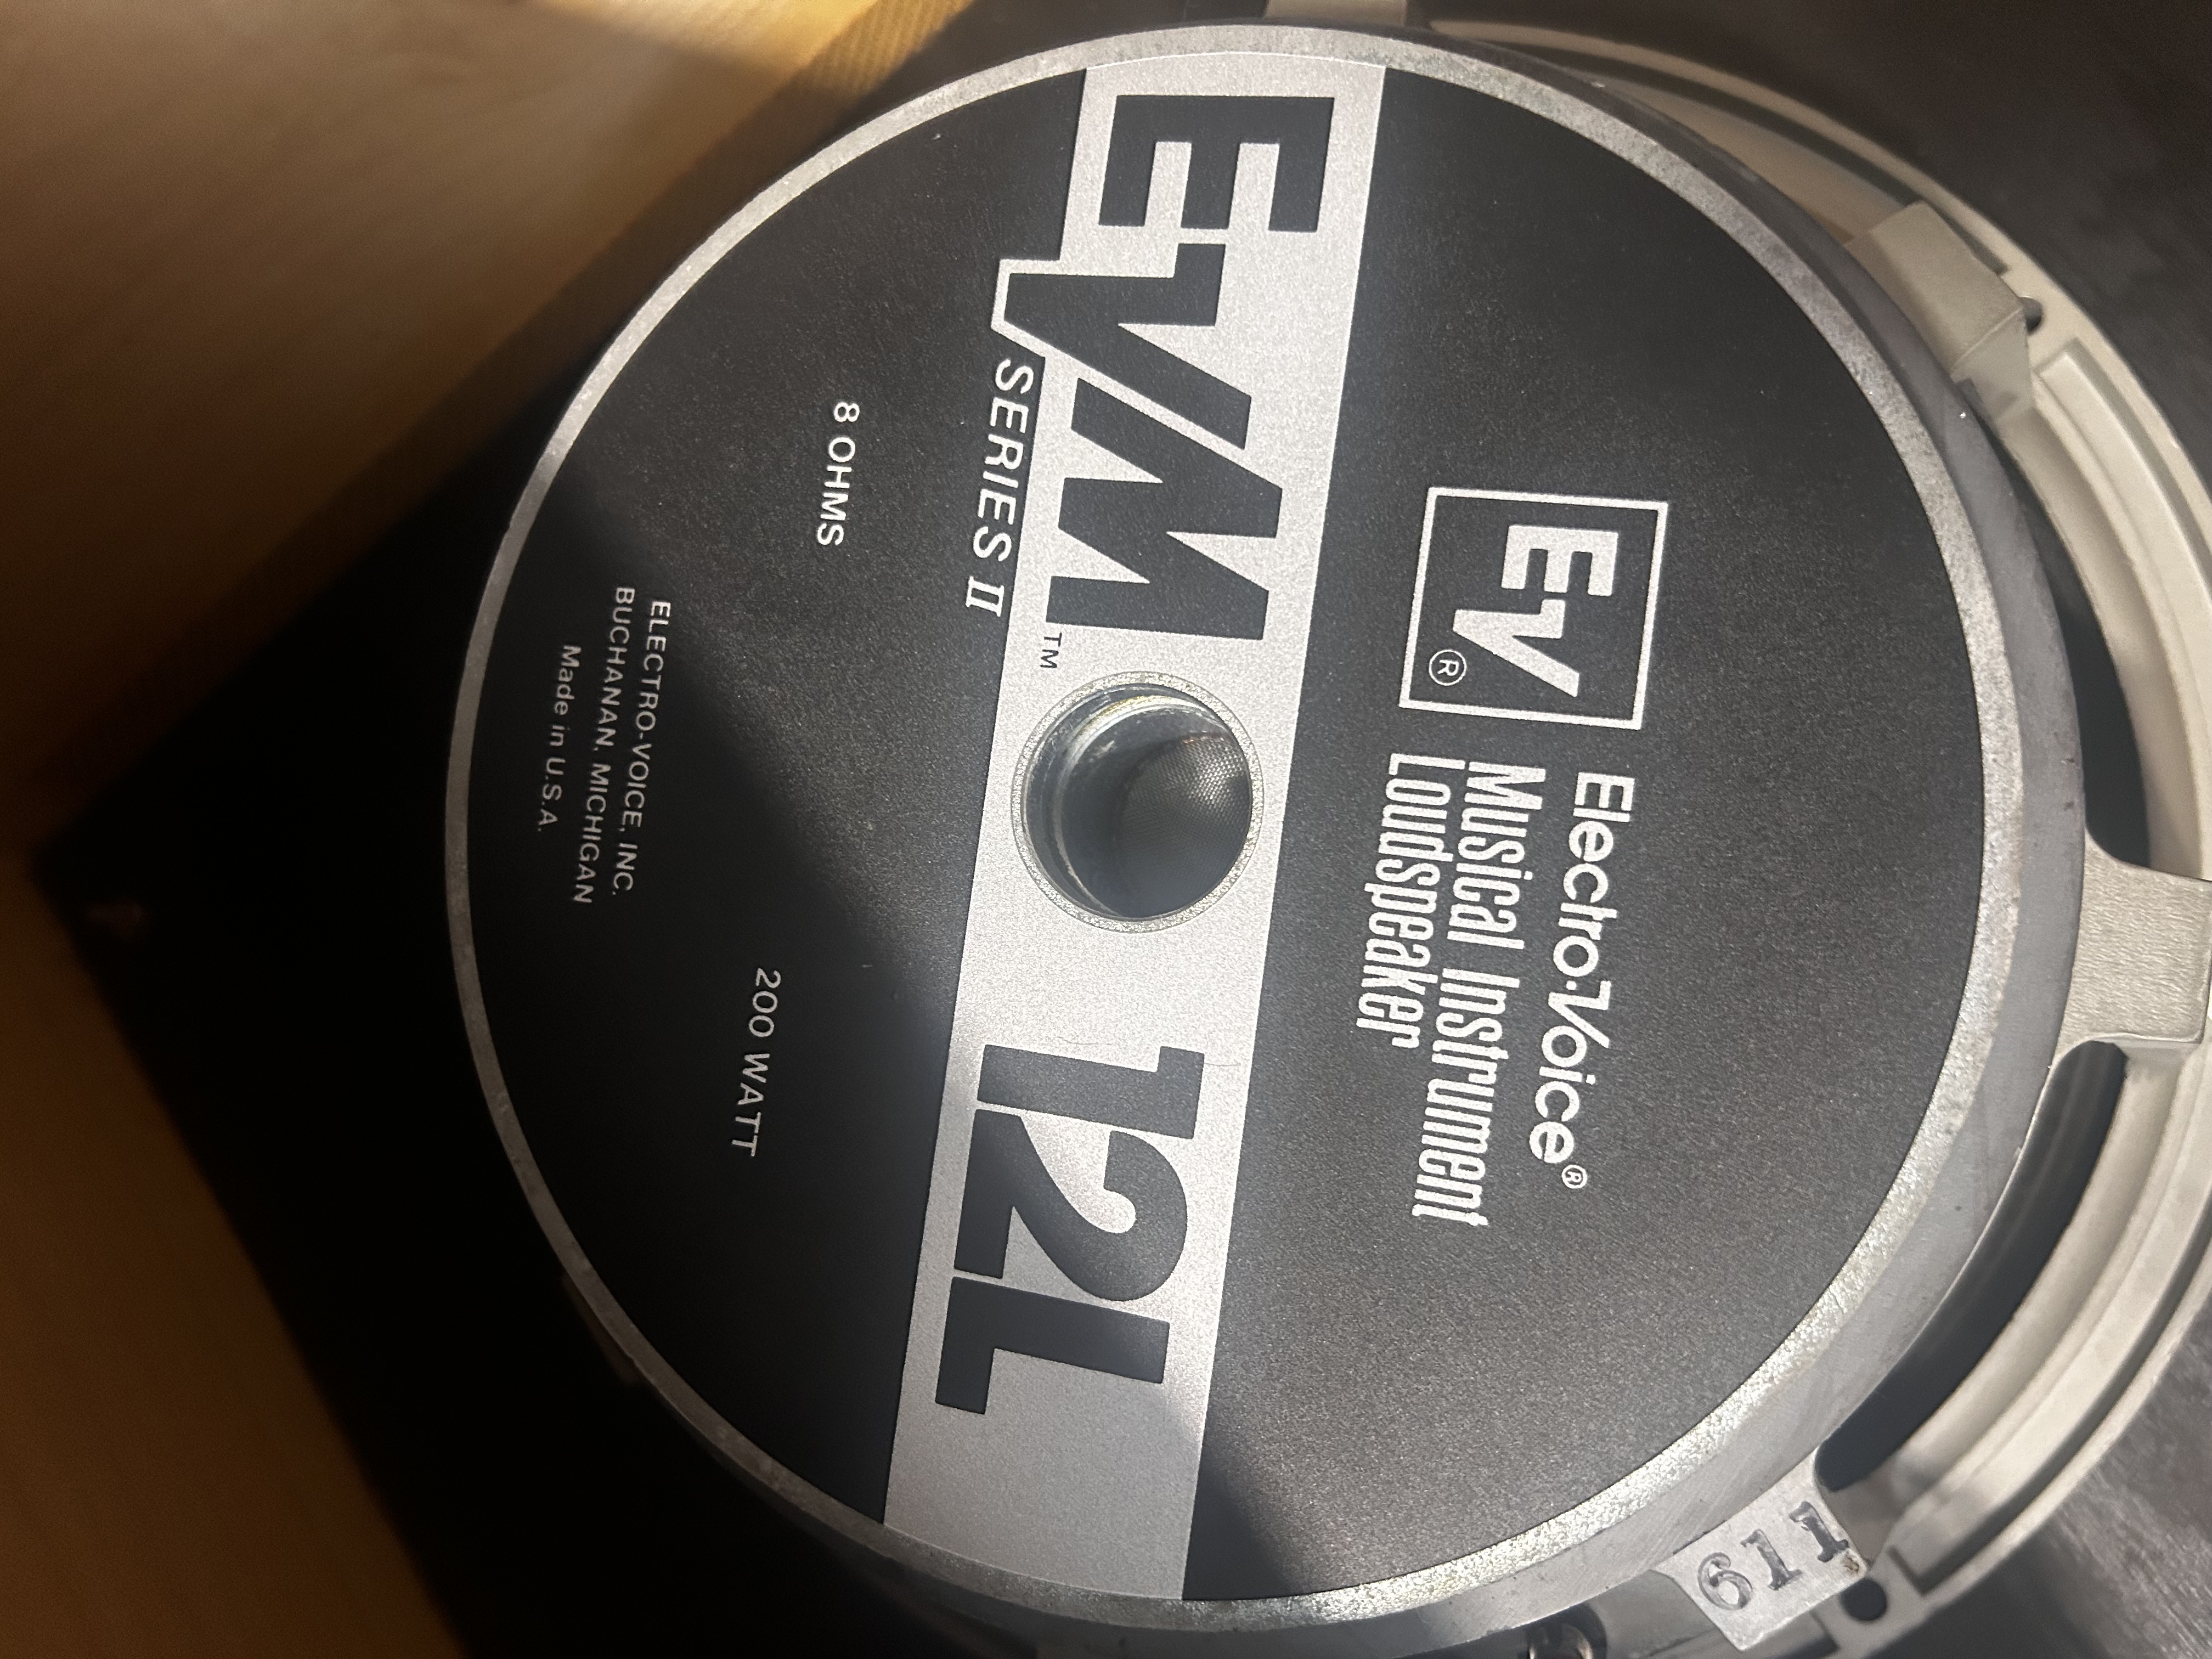 EV®
Electro-Voice®
Musical Instrument
Loudspeaker
EVM™ 12L
SERIES II
8 OHMS
200 WATT
ELECTRO-VOICE, INC.
BUCHANAN, MICHIGAN
Made in U.S.A.